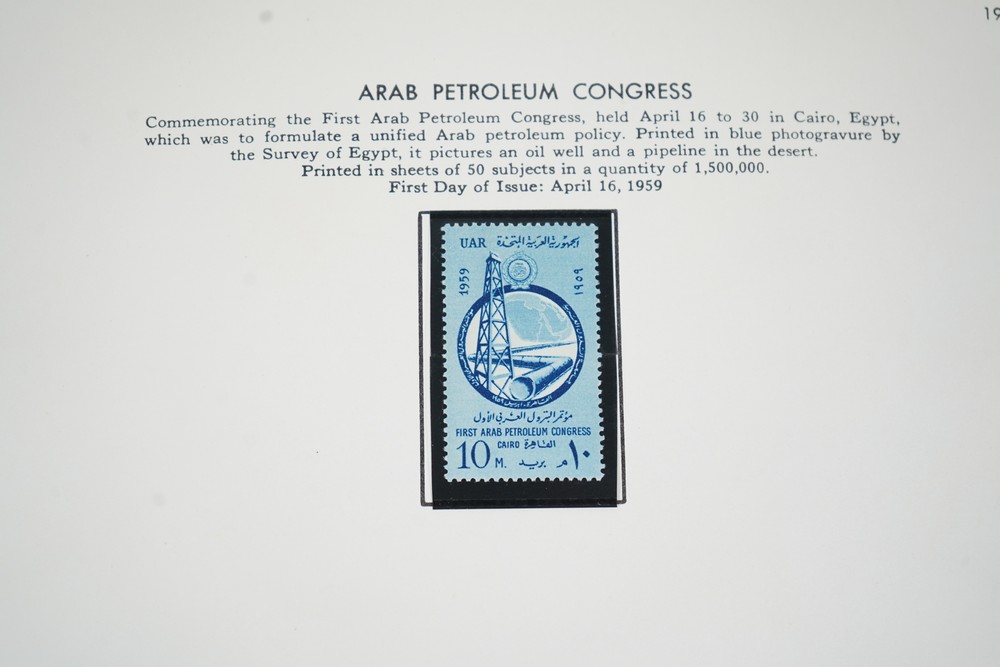 19
ARAB PETROLEUM CONGRESS
Commemorating the First Arab Petroleum Congress, held April 16 to 30 in Cairo, Egypt,
which was to formulate a unified Arab petroleum policy. Printed in blue photogravure by
the Survey of Egypt, it pictures an oil well and a pipeline in the desert.
Printed in sheets of 50 subjects in a quantity of 1,500,000.
First Day of Issue: April 16, 1959
UAR الجمهورية العربية المتحدة
1959 ١٩٥٩
مؤتمر البترول العربى الأول
FIRST ARAB PETROLEUM CONGRESS
CAIRO القاهرة
10 M. بريد م ١٠